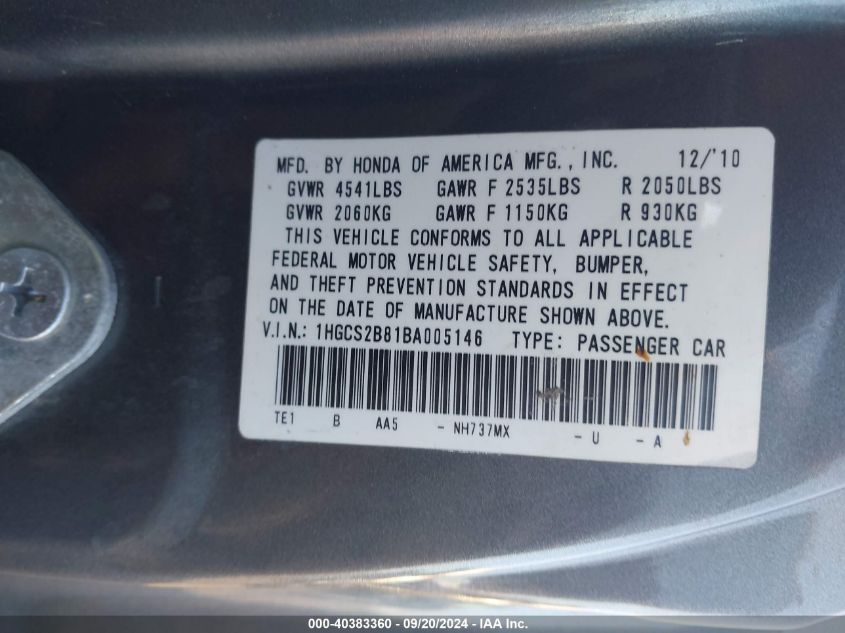 MFD. BY HONDA OF AMERICA MFG., INC. 12/'10
GVWR 4541LBS GAWR F 2535LBS R 2050LBS
GVWR 2060KG GAWR F 1150KG R 930KG
THIS VEHICLE CONFORMS TO ALL APPLICABLE
FEDERAL MOTOR VEHICLE SAFETY, BUMPER,
AND THEFT PREVENTION STANDARDS IN EFFECT
ON THE DATE OF MANUFACTURE SHOWN ABOVE.
V.I.N.: 1HGCS2B81BA005146 TYPE: PASSENGER CAR
TE1 B AA5 - NH737MX - U - A
000-40383360 - 09/20/2024 - IAA Inc.